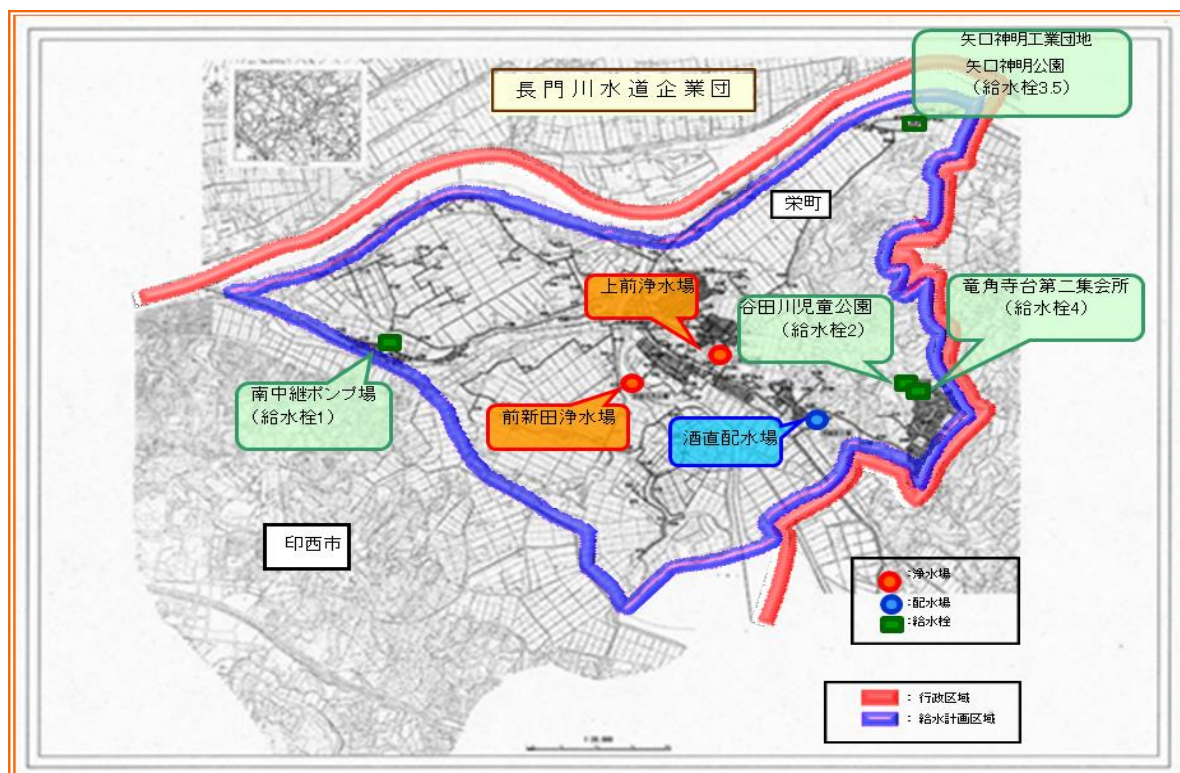 長門川水道企業団
矢口神明工業団地
矢口神明公園
（給水栓3.5）
栄町
上前浄水場
谷田川児童公園
（給水栓2）
竜角寺台第二集会所
（給水栓4）
南中継ポンプ場
（給水栓1）
前新田浄水場
酒直配水場
印西市
：浄水場
：配水場
：給水栓
：行政区域
：給水計画区域